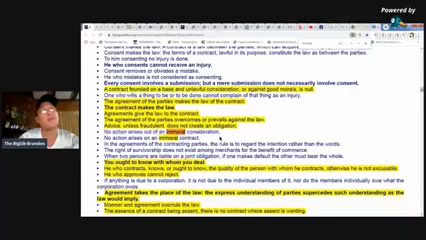 Powered by
Consent makes the law: the terms of a contract, lawful in its purpose, constitute the law as between the parties.
To him consenting no injury is done.
He who consents cannot receive an injury.
Consent removes or obviates a mistake.
He who mistakes is not considered as consenting.
Every consent involves a submission; but a mere submission does not necessarily involve consent.
A contract founded on a base and unlawful consideration, or against good morals, is null.
One who wills a thing to be or to be done cannot complain of that thing as an injury.
The agreement of the parties makes the law of the contract.
The contract makes the law.
Agreements give the law to the contract.
The agreement of the parties overcomes or prevails against the law.
Advice, unless fraudulent, does not create an obligation.
No action arises out of an immoral consideration.
No action arises on an immoral contract.
In the agreements of the contracting parties, the rule is to regard the intention rather than the words.
The right of survivorship does not exist among merchants for the benefit of commerce.
When two persons are liable on a joint obligation, if one makes default the other must bear the whole.
You ought to know with whom you deal.
He who contracts, knows, or ought to know, the quality of the person with whom he contracts, otherwise he is not excusable.
He who approves cannot reject.
If anything is due to a corporation, it is not due to the individual members of it, nor do the members individually owe what the
corporation owes.
Agreement takes the place of the law: the express understanding of parties supercedes such understanding as the
law would imply.
Manner and agreement overrule the law.
The essence of a contract being assent, there is no contract where assent is wanting.
The BigSib-Brandon